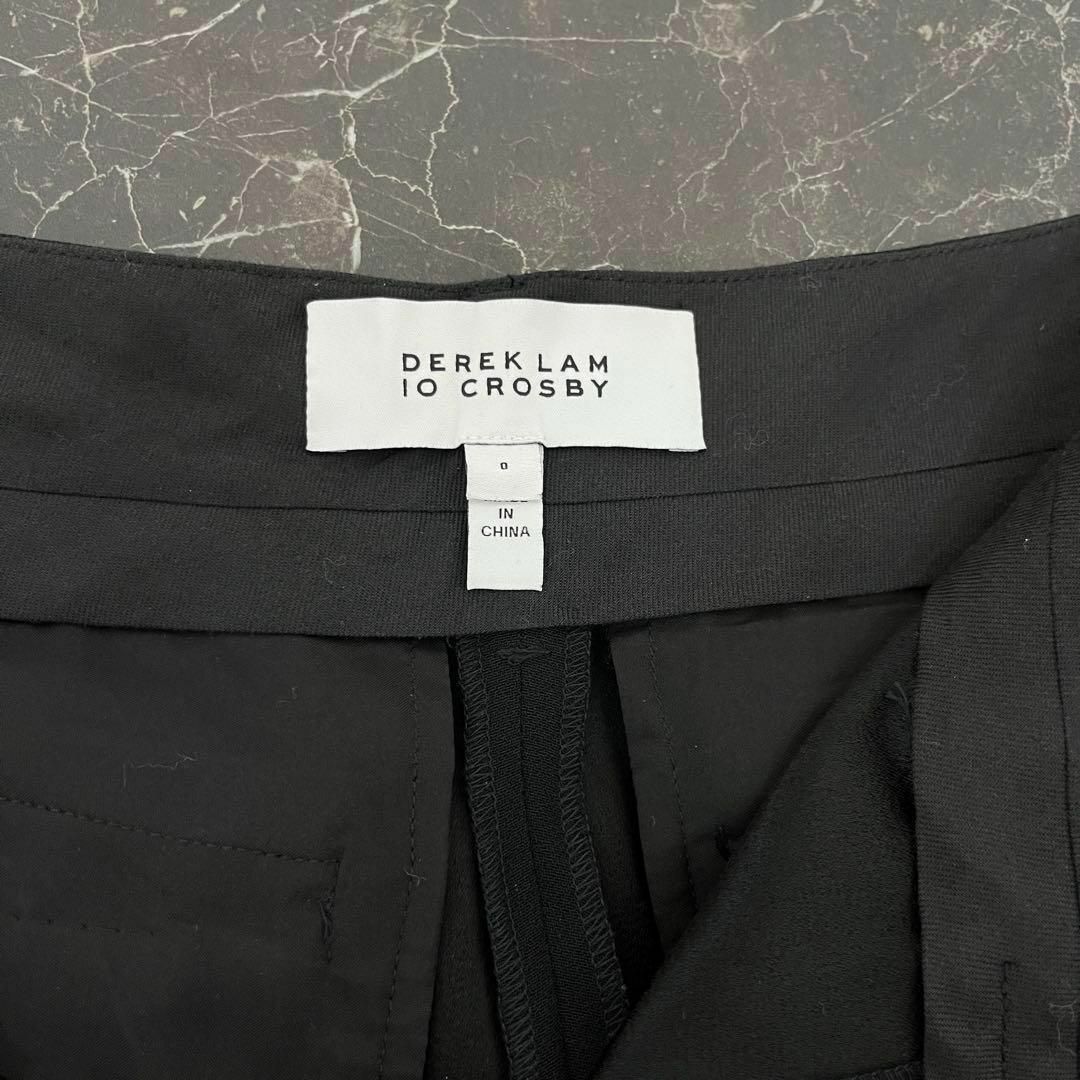 DEREK LAM
10 CROSBY
0
IN
CHINA